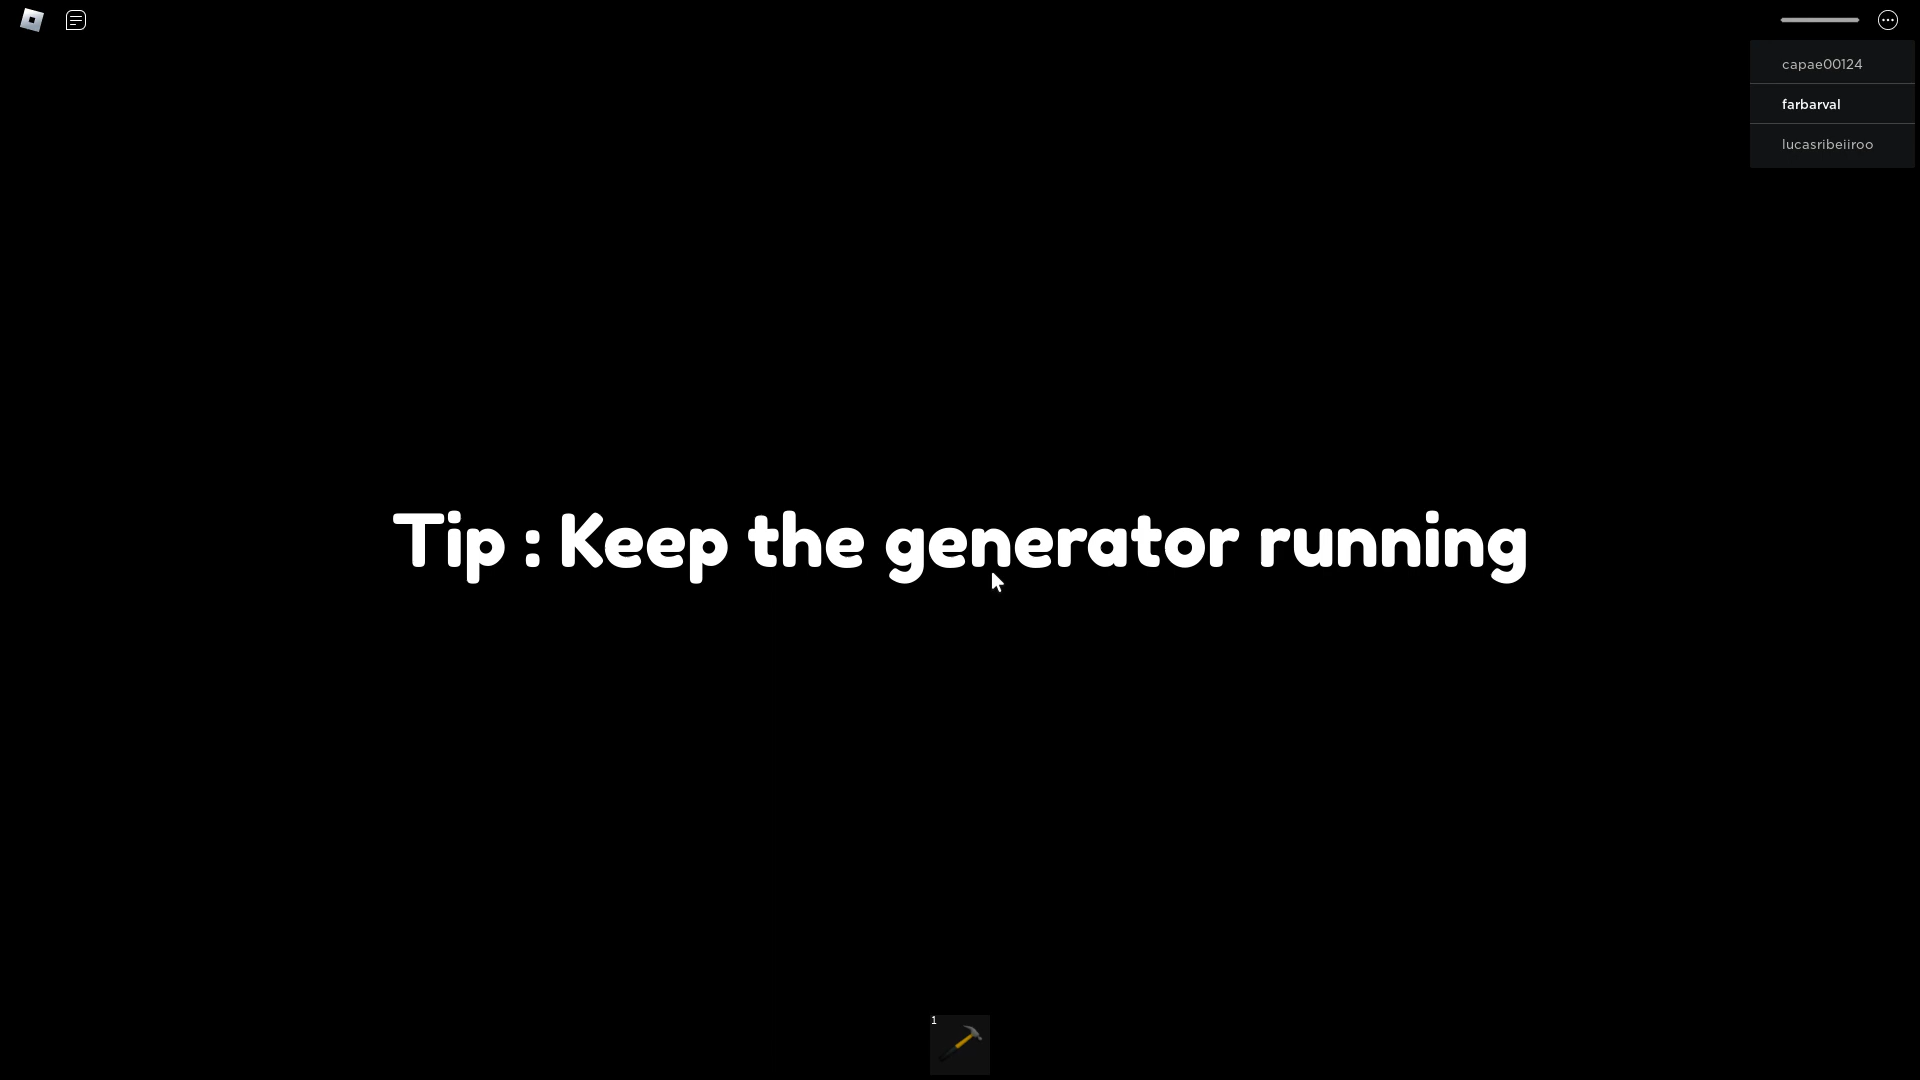 capae00124
farbarval
lucasribeiiroo
Tip : Keep the generator running
1